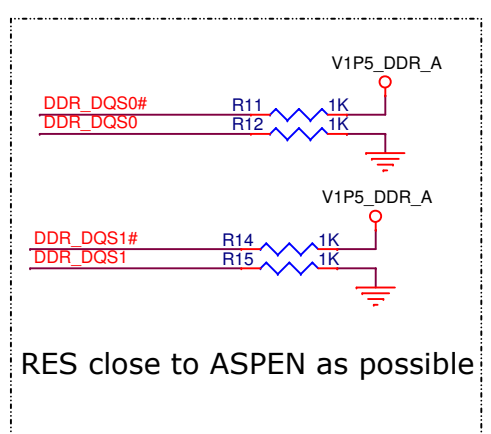 V1P5_DDR_A
DDR_DQS0# R11 1K
DDR_DQS0 R12 1K
V1P5_DDR_A
DDR_DQS1# R14 1K
DDR_DQS1 R15 1K
RES close to ASPEN as possible